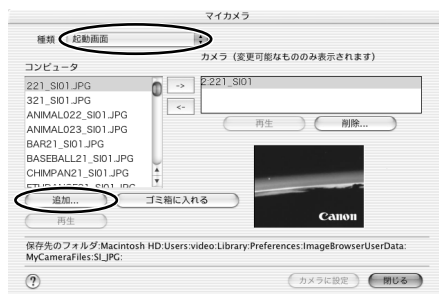 マイカメラ
種類
起動画面
コンピュータ
カメラ（変更可能なもののみ表示されます）
221_SI01.JPG
321_SI01.JPG
ANIMAL022_SI01.JPG
ANIMAL023_SI01.JPG
BAR21_SI01.JPG
BASEBALL21_SI01.JPG
CHIMPAN21_SI01.JPG
->
<-
2:221_SI01
再生
削除...
追加...
ゴミ箱に入れる
再生
Canon
保存先のフォルダ:Macintosh HD:Users:video:Library:Preferences:ImageBrowserUserData:
MyCameraFiles:SI_JPG:
?
カメラに設定
閉じる